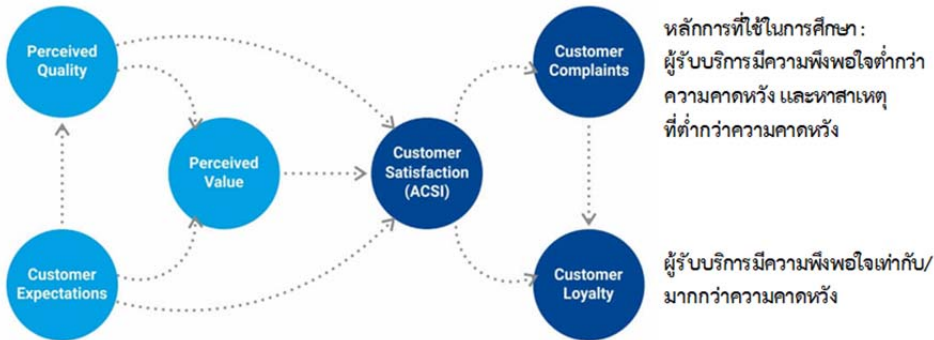 Perceived
Quality
Customer
Complaints
หลักการที่ใช้ในการศึกษา :
ผู้รับบริการมีความพึงพอใจต่ำกว่า
ความคาดหวัง และหาสาเหตุ
ที่ต่ำกว่าความคาดหวัง
Perceived
Value
Customer
Satisfaction
(ACSI)
Customer
Expectations
Customer
Loyalty
ผู้รับบริการมีความพึงพอใจเท่ากับ/
มากกว่าความคาดหวัง